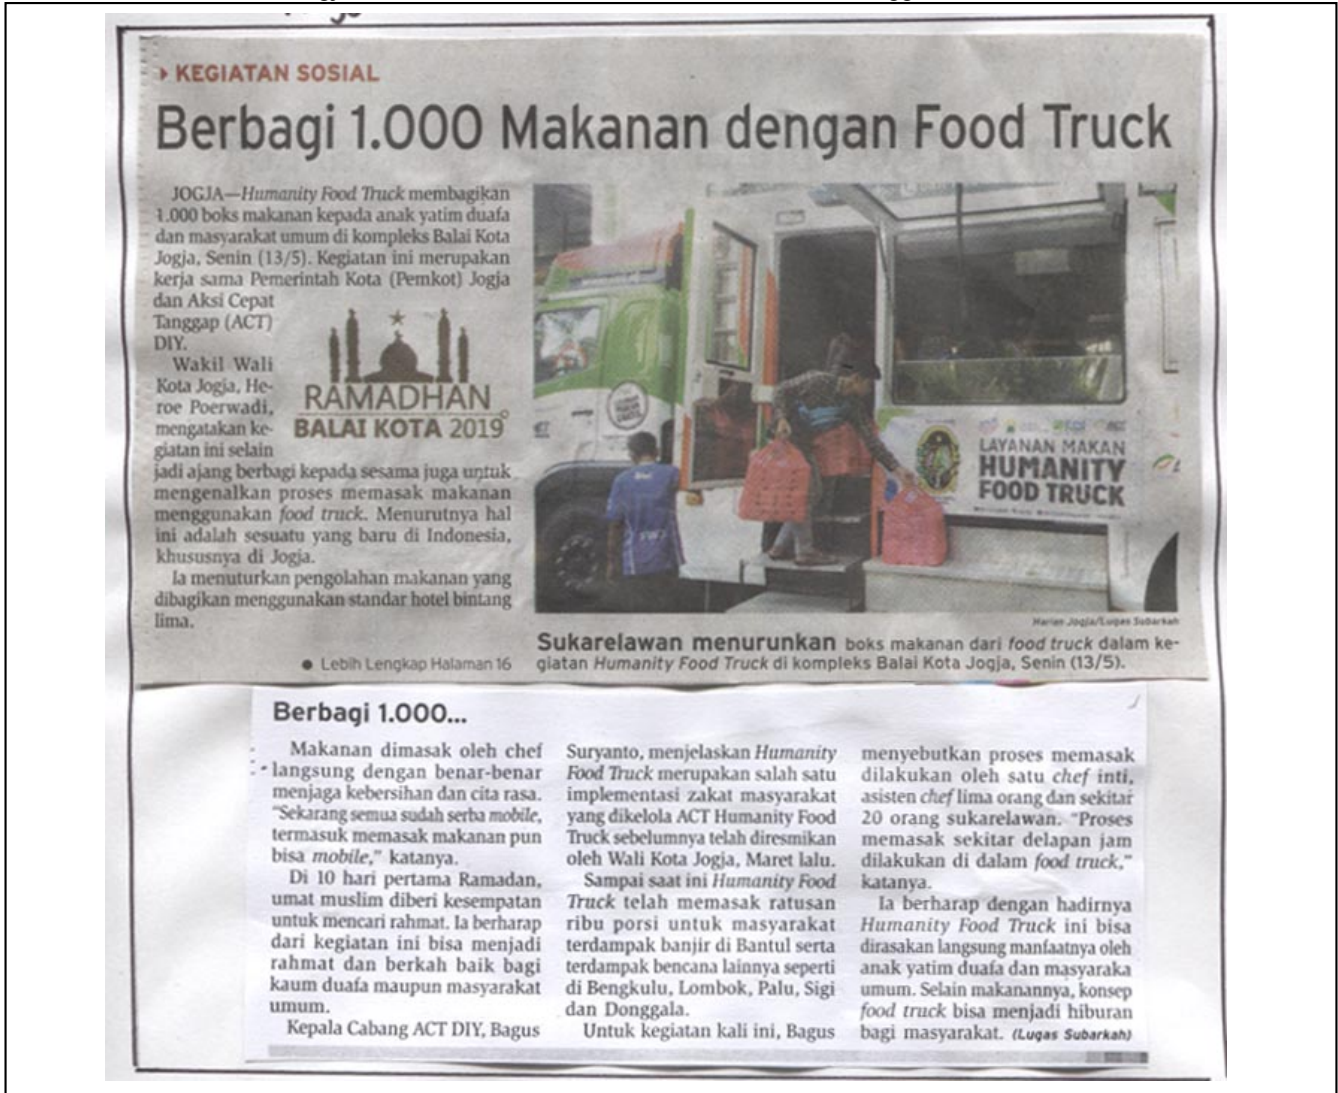 KEGIATAN SOSIAL
Berbagi 1.000 Makanan dengan Food Truck
JOGJA—Humanity Food Truck membagikan
1.000 boks makanan kepada anak yatim duafa
dan masyarakat umum di kompleks Balai Kota
Jogja, Senin (13/5). Kegiatan ini merupakan
kerja sama Pemerintah Kota (Pemkot) Jogja
dan Aksi Cepat
Tanggap (ACT)
DIY.
Wakil Wali
Kota Jogja, He-
roe Poerwadi,
mengatakan ke-
giatan ini selain
jadi ajang berbagi kepada sesama juga untuk
mengenalkan proses memasak makanan
menggunakan food truck. Menurutnya hal
ini adalah sesuatu yang baru di Indonesia,
khususnya di Jogja.
Ia menuturkan pengolahan makanan yang
dibagikan menggunakan standar hotel bintang
lima.
● Lebih Lengkap Halaman 16
RAMADHAN
BALAI KOTA 2019
LAYANAN MAKAN
HUMANITY
FOOD TRUCK
Harian Jogja/Lugas Subarkah
Sukarelawan menurunkan boks makanan dari food truck dalam ke-
giatan Humanity Food Truck di kompleks Balai Kota Jogja, Senin (13/5).
Berbagi 1.000...
Makanan dimasak oleh chef
langsung dengan benar-benar
menjaga kebersihan dan cita rasa.
"Sekarang semua sudah serba mobile,
termasuk memasak makanan pun
bisa mobile," katanya.
Di 10 hari pertama Ramadan,
umat muslim diberi kesempatan
untuk mencari rahmat. Ia berharap
dari kegiatan ini bisa menjadi
rahmat dan berkah baik bagi
kaum duafa maupun masyarakat
umum.
Kepala Cabang ACT DIY, Bagus
Suryanto, menjelaskan Humanity
Food Truck merupakan salah satu
implementasi zakat masyarakat
yang dikelola ACT Humanity Food
Truck sebelumnya telah diresmikan
oleh Wali Kota Jogja, Maret lalu.
Sampai saat ini Humanity Food
Truck telah memasak ratusan
ribu porsi untuk masyarakat
terdampak banjir di Bantul serta
terdampak bencana lainnya seperti
di Bengkulu, Lombok, Palu, Sigi
dan Donggala.
Untuk kegiatan kali ini, Bagus
menyebutkan proses memasak
dilakukan oleh satu chef inti,
asisten chef lima orang dan sekitar
20 orang sukarelawan. "Proses
memasak sekitar delapan jam
dilakukan di dalam food truck,"
katanya.
Ia berharap dengan hadirnya
Humanity Food Truck ini bisa
dirasakan langsung manfaatnya oleh
anak yatim duafa dan masyaraka
umum. Selain makanannya, konsep
food truck bisa menjadi hiburan
bagi masyarakat. (Lugas Subarkah)